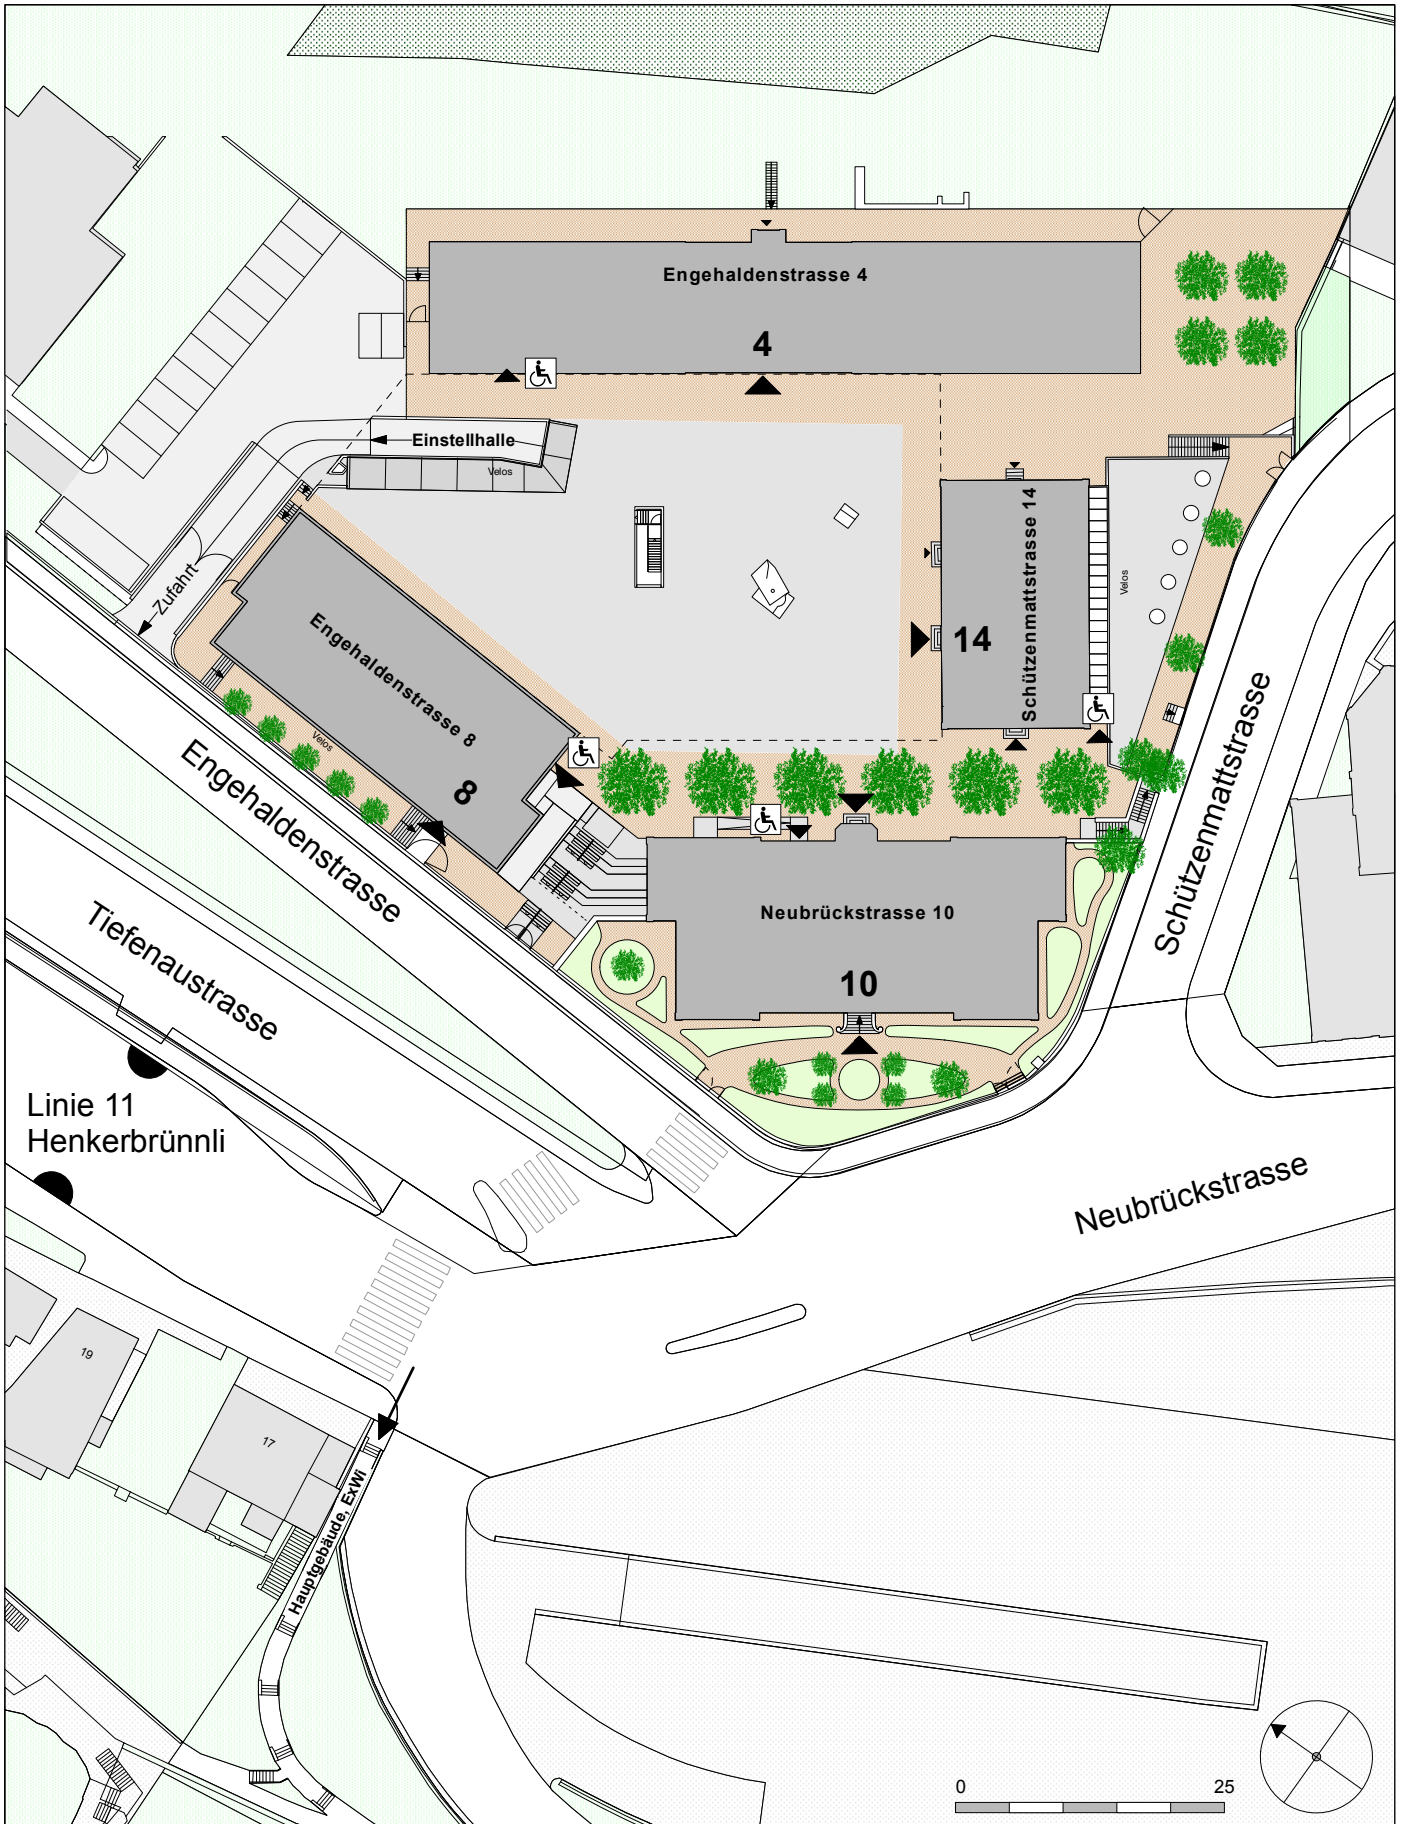 Engehaldenstrasse 4
4
Einstellhalle
Velos
Zufahrt
Schützenmattstrasse 14
14
Velos
Engehaldenstrasse 8
8
Velos
Engehaldenstrasse
Schützenmattstrasse
Neubrückstrasse 10
10
Tiefenaustrasse
Linie 11
Henkerbrünnli
Neubrückstrasse
19
17
Hauptgebäude, ExWi
0 25